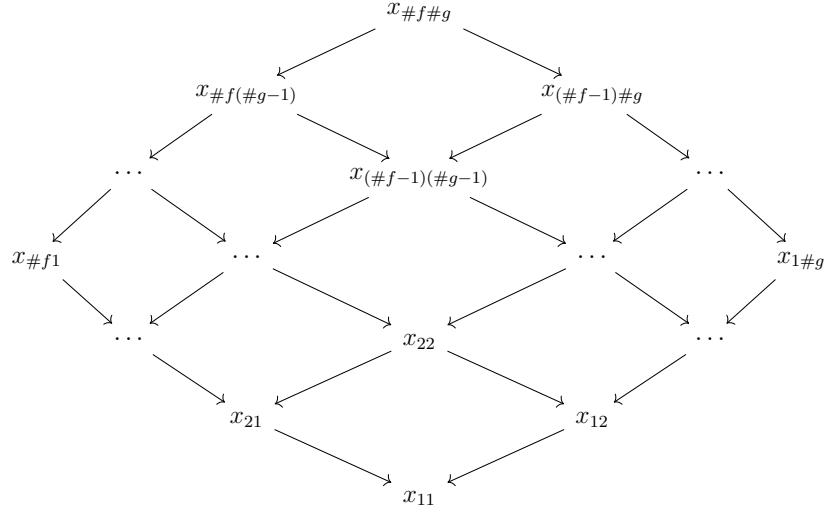 x_{#f#g}
x_{#f(#g−1)} x_{(#f−1)#g}
⋯ x_{(#f−1)(#g−1)} ⋯
x_{#f1} ⋯ ⋯ x_{1#g}
⋯ x_{22} ⋯
x_{21} x_{12}
x_{11}